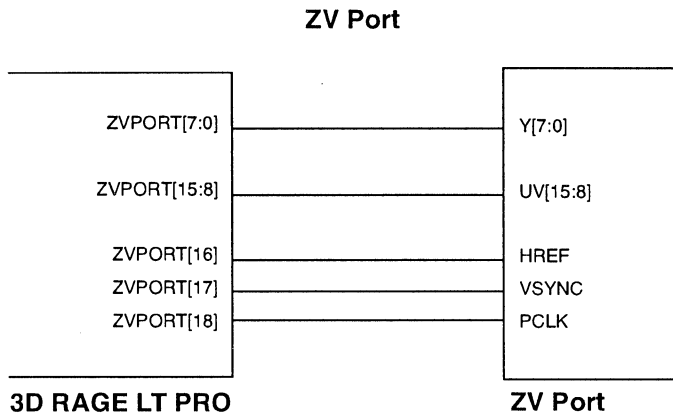 ZV Port
ZVPORT[7:0] Y[7:0]
ZVPORT[15:8] UV[15:8]
ZVPORT[16] HREF
ZVPORT[17] VSYNC
ZVPORT[18] PCLK
3D RAGE LT PRO ZV Port